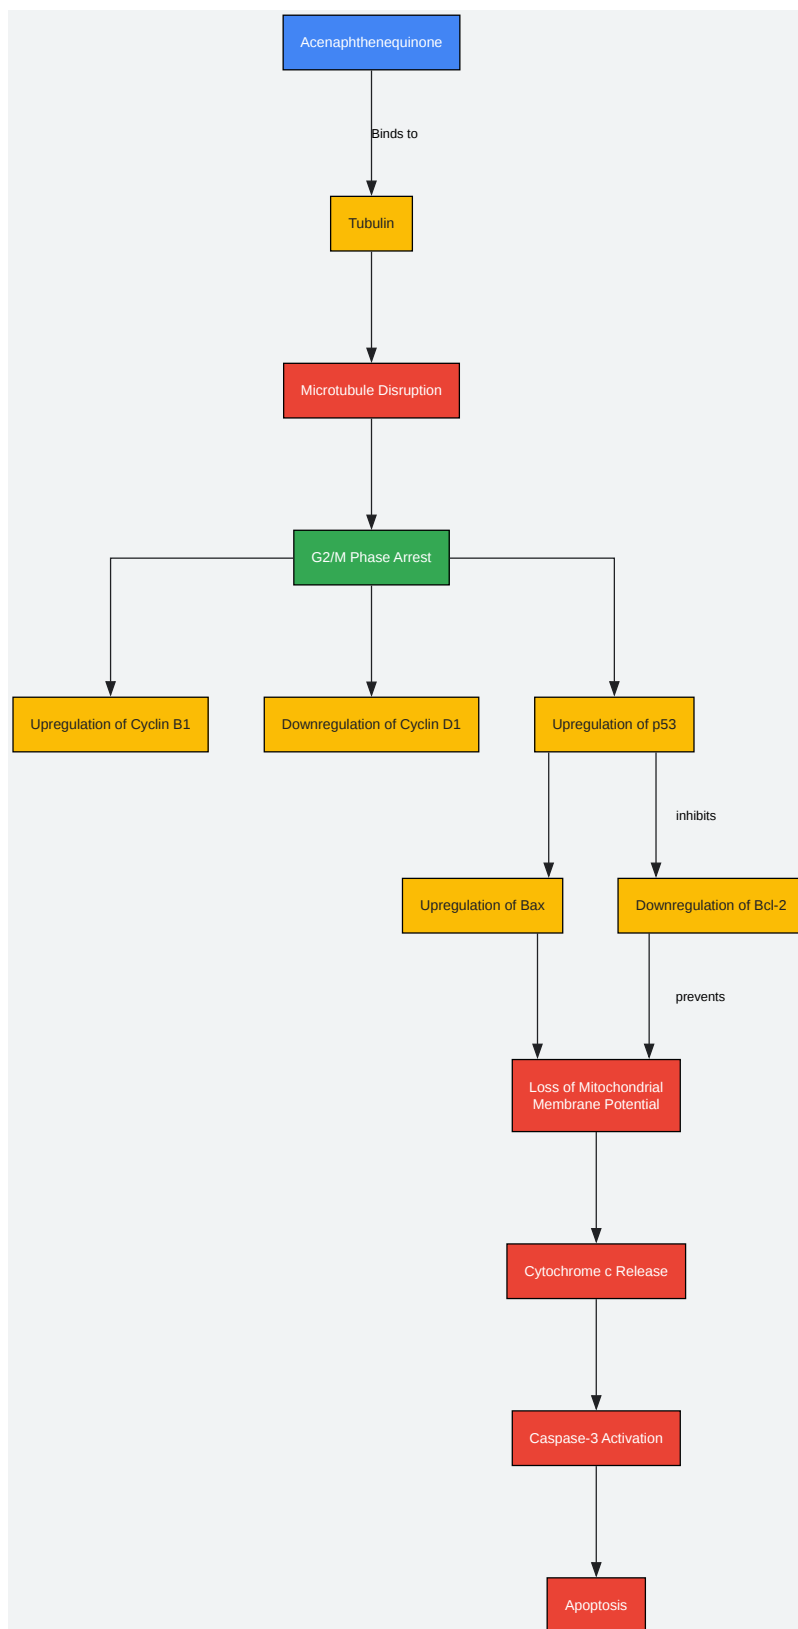 Acenaphthenequinone
Binds to
Tubulin
Microtubule Disruption
G2/M Phase Arrest
Upregulation of Cyclin B1
Downregulation of Cyclin D1
Upregulation of p53
inhibits
Upregulation of Bax
Downregulation of Bcl-2
prevents
Loss of Mitochondrial
Membrane Potential
Cytochrome c Release
Caspase-3 Activation
Apoptosis